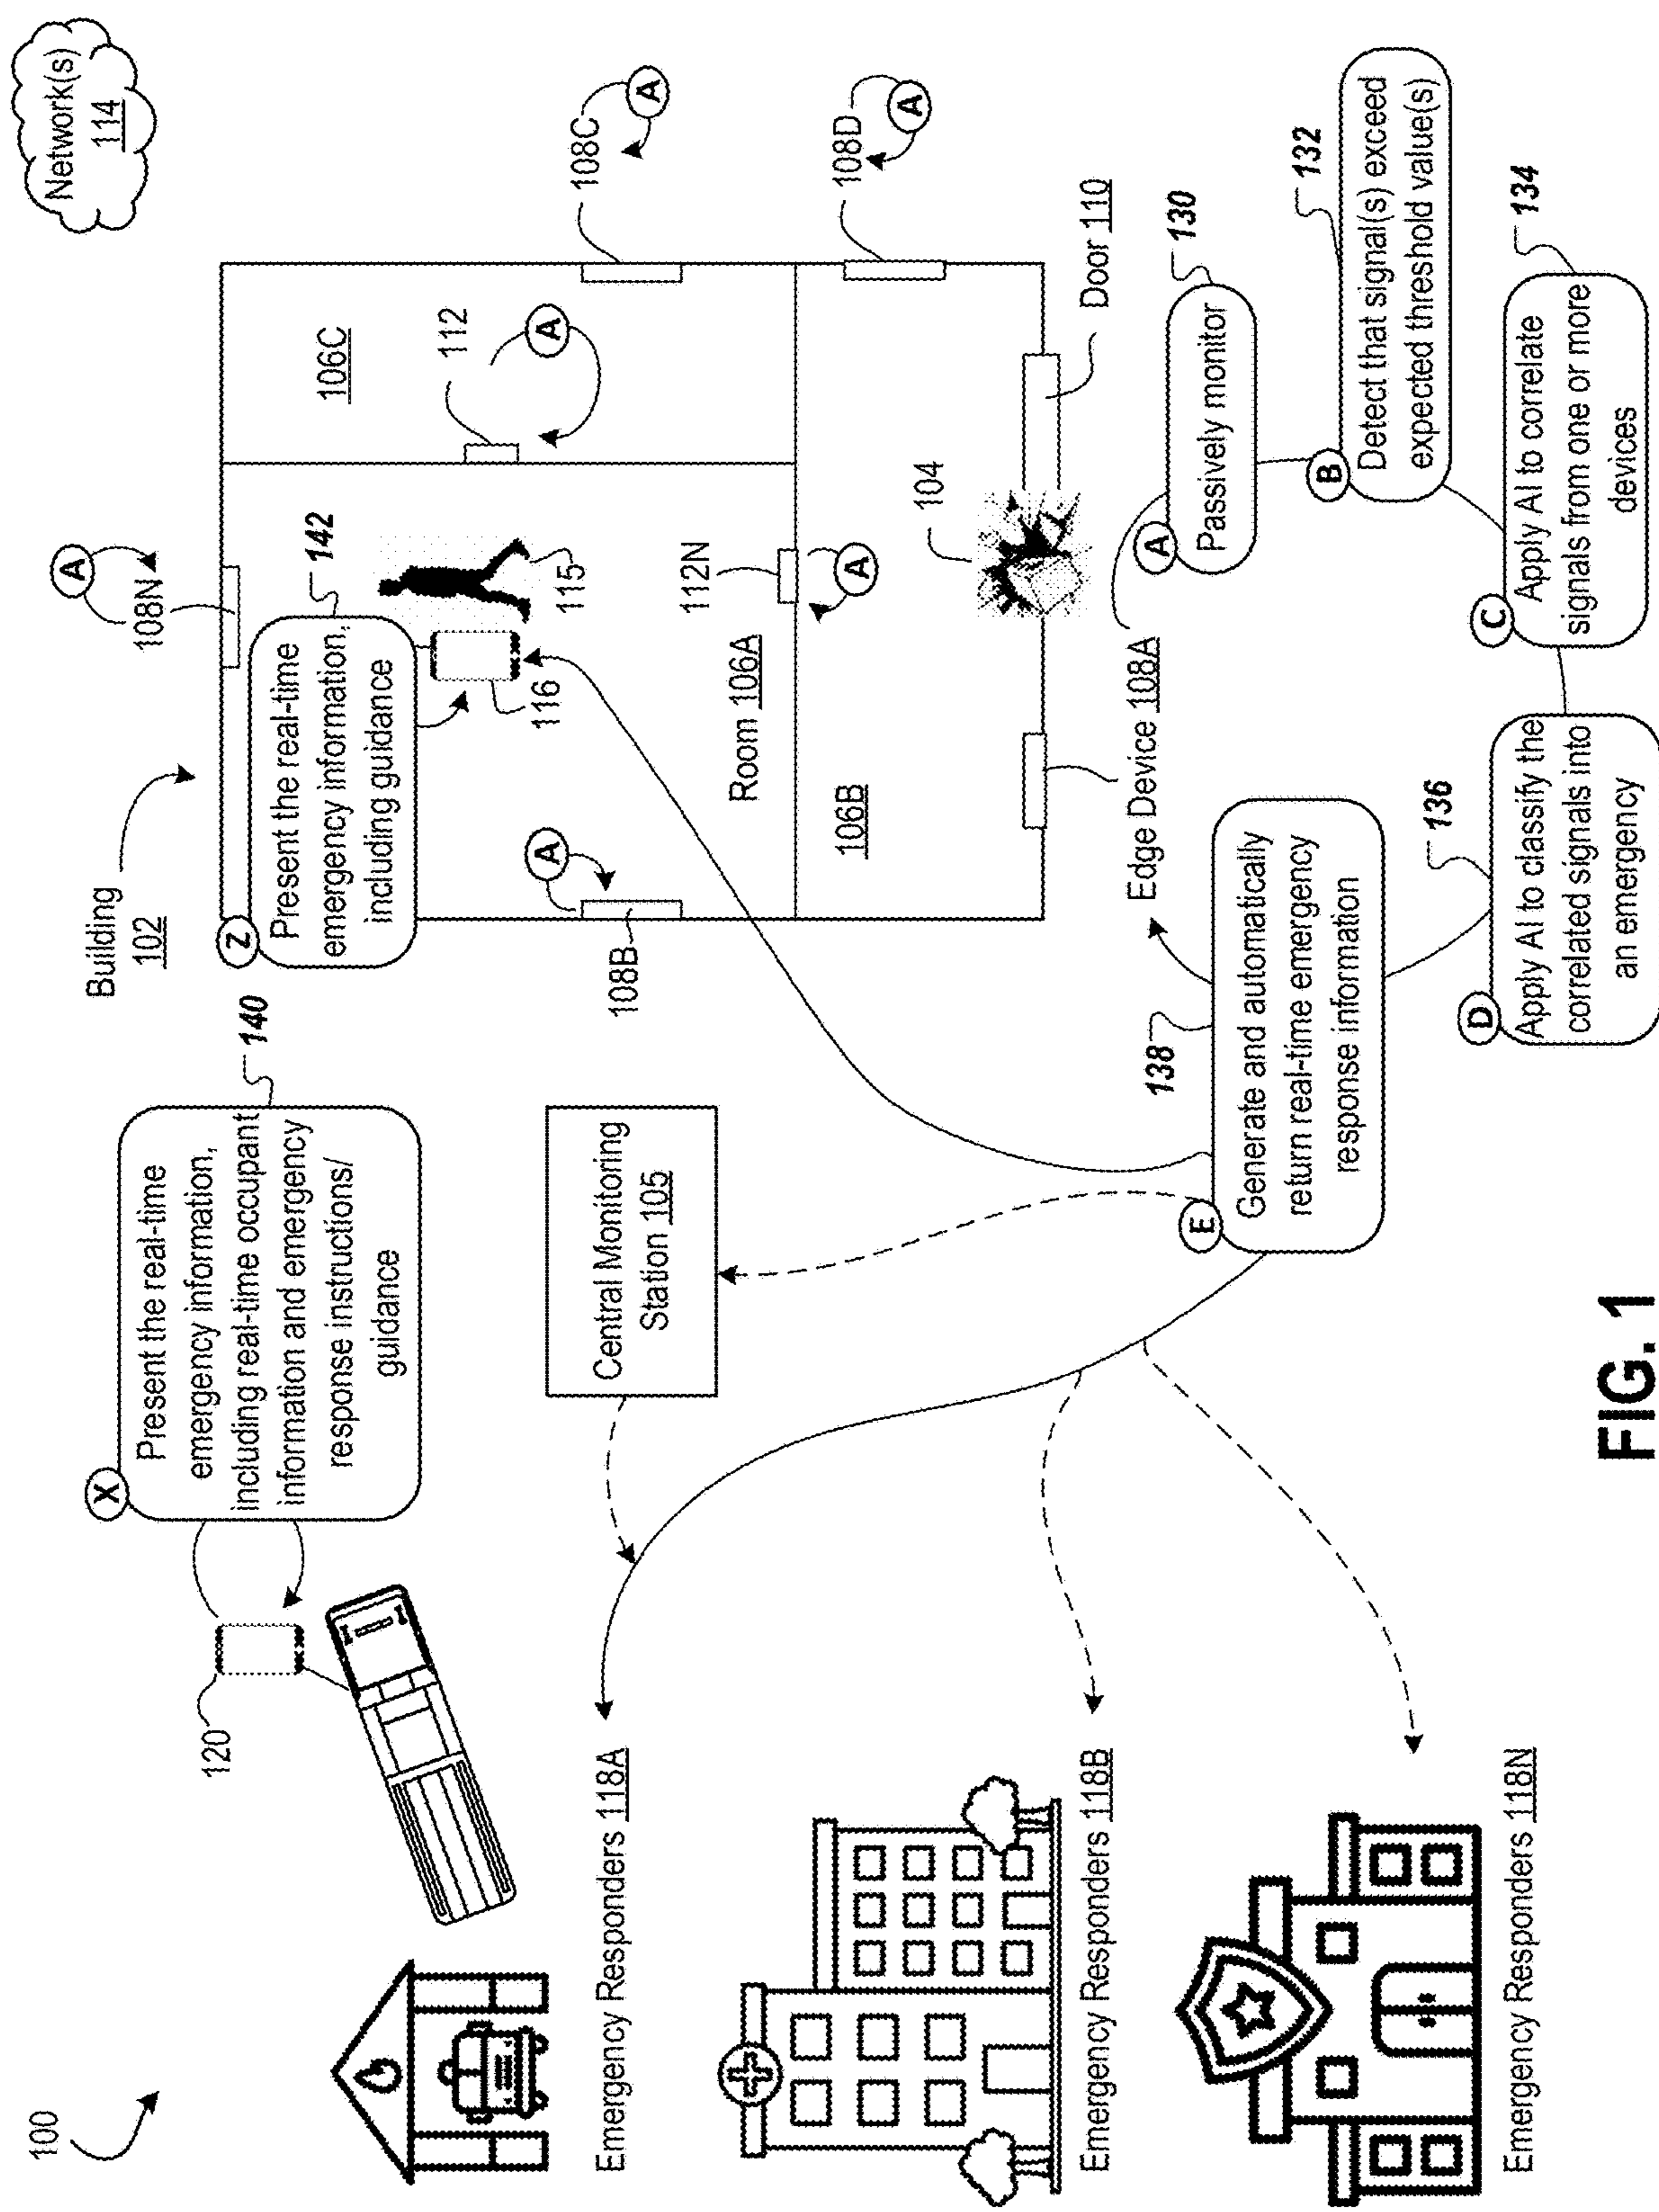 100
120
X
Present the real-time
emergency information,
including real-time occupant
information and emergency
response instructions/
guidance
140
Building
102
Z
Present the real-time
emergency information,
including guidance
142
108N
A
Network(s)
114
106C
112
A
108C
A
108D
A
108B
A
116
115
Room 106A
112N
A
106B
104
Door 110
Edge Device 108A
Central Monitoring
Station 105
Emergency Responders 118A
Emergency Responders 118B
Emergency Responders 118N
A
Passively monitor
130
B
Detect that signal(s) exceed
expected threshold value(s)
132
C
Apply AI to correlate
signals from one or more
devices
134
D
Apply AI to classify the
correlated signals into
an emergency
136
E
Generate and automatically
return real-time emergency
response information
138
FIG. 1